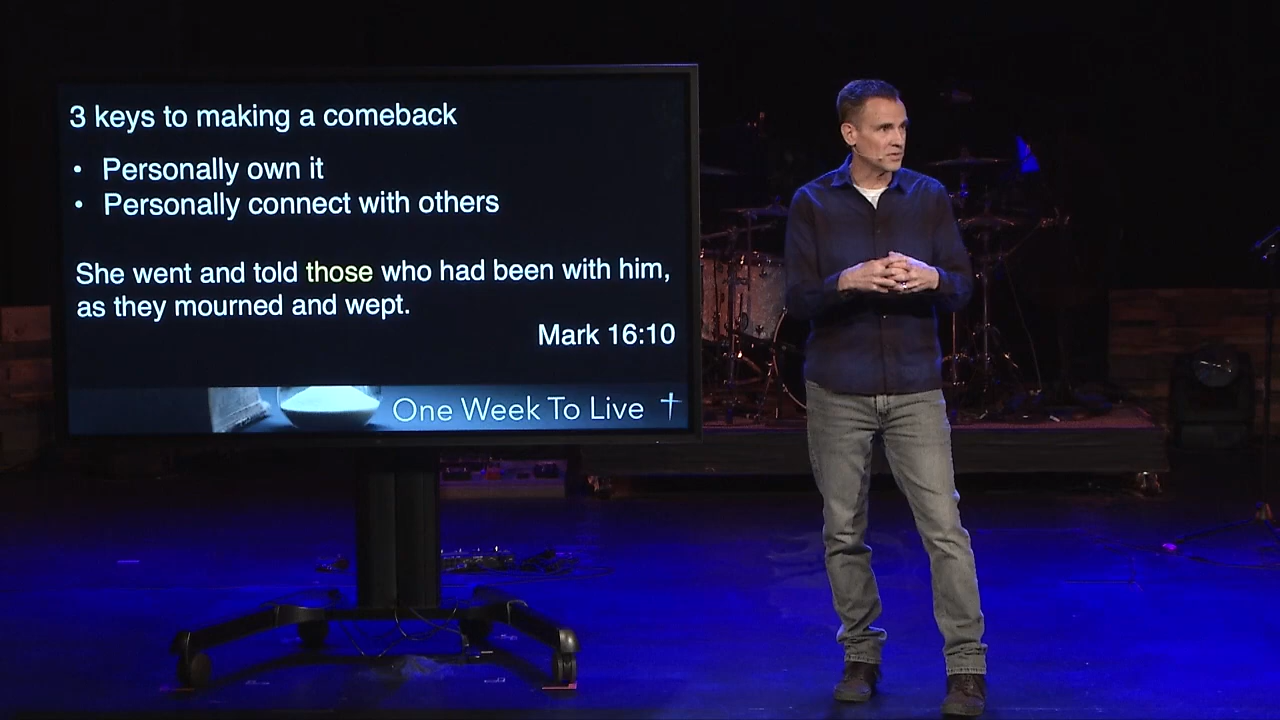 3 keys to making a comeback
• Personally own it
• Personally connect with others
She went and told those who had been with him,
as they mourned and wept.
Mark 16:10
One Week To Live